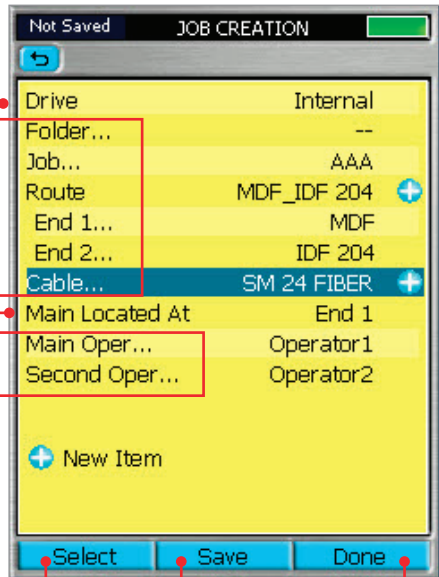 Not Saved JOB CREATION
Drive Internal
Folder... --
Job... AAA
Route MDF_IDF 204
End 1... MDF
End 2... IDF 204
Cable... SM 24 FIBER
Main Located At End 1
Main Oper... Operator1
Second Oper... Operator2
New Item
Select Save Done